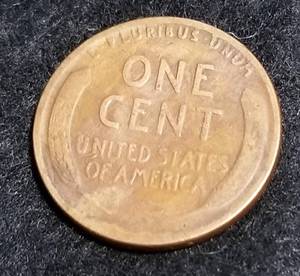 E·PLURIBUS·UNUM
ONE
CENT
UNITED STATES
OF AMERICA